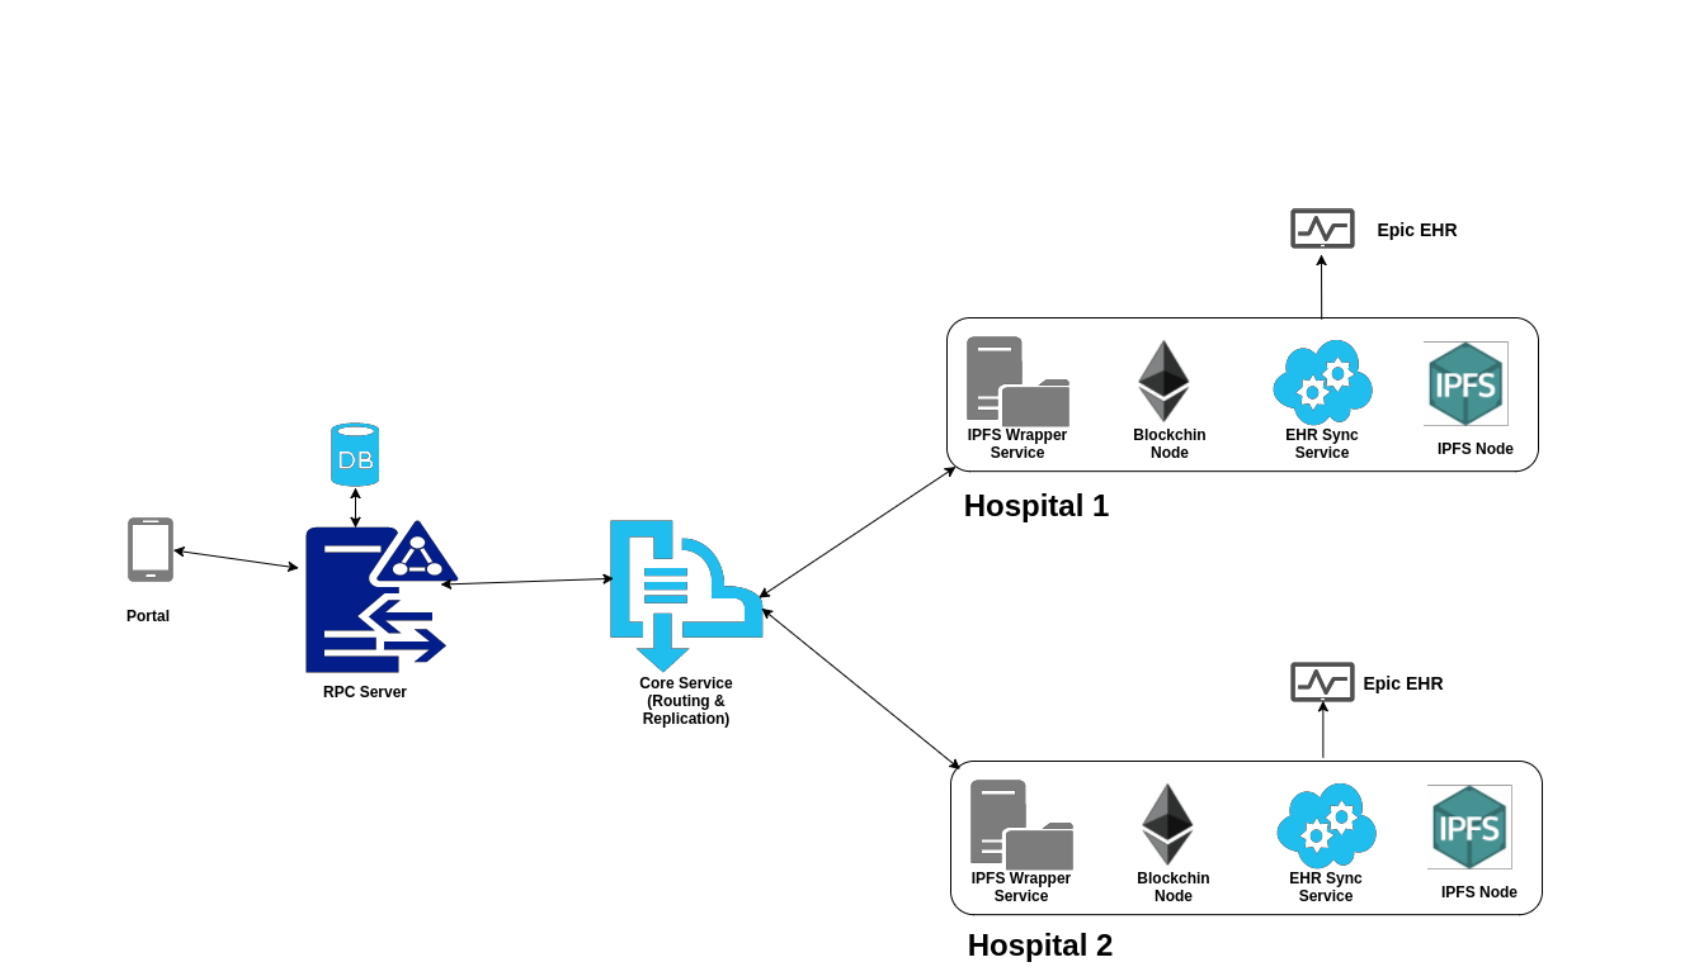 Epic EHR
IPFS
IPFS Wrapper
Service
Blockchin
Node
EHR Sync
Service
IPFS Node
Hospital 1
DB
Portal
RPC Server
Core Service
(Routing &
Replication)
Epic EHR
IPFS
IPFS Wrapper
Service
Blockchin
Node
EHR Sync
Service
IPFS Node
Hospital 2